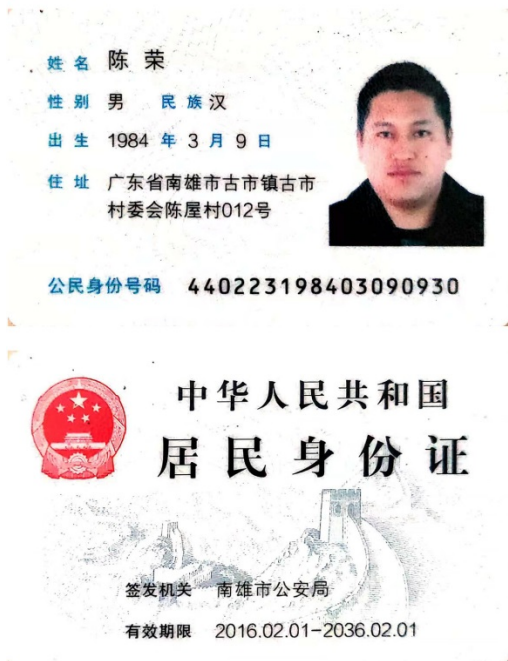 姓名 陈荣
性别 男 民族 汉
出生 1984 年 3 月 9 日
住址 广东省南雄市古市镇古市
村委会陈屋村012号
公民身份号码 440223198403090930
中华人民共和国
居民身份证
签发机关 南雄市公安局
有效期限 2016.02.01-2036.02.01